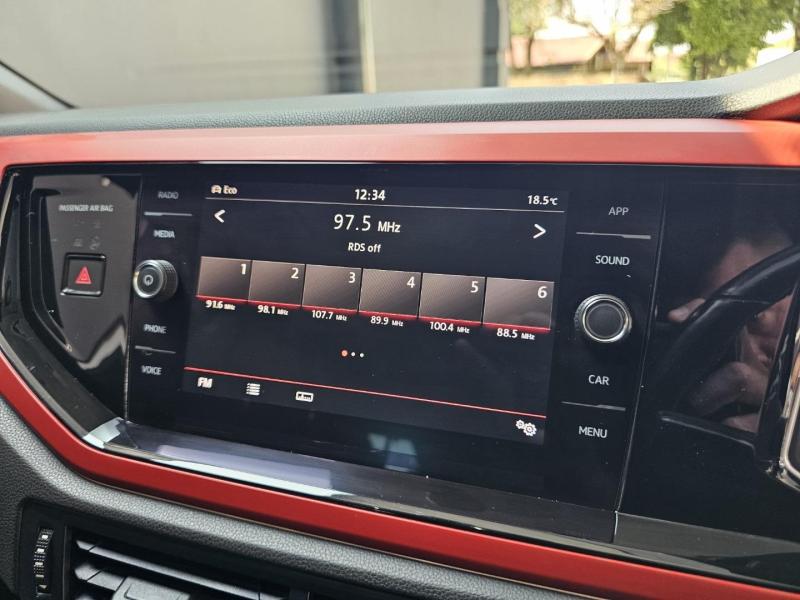 PASSENGER AIR BAG
RADIO
MEDIA
PHONE
VOICE
Eco
12:34
18.5°C
< 97.5 MHz >
RDS off
1 2 3 4 5 6
91.6 MHz 98.1 MHz 107.7 MHz 89.9 MHz 100.4 MHz 88.5 MHz
FM
APP
SOUND
CAR
MENU